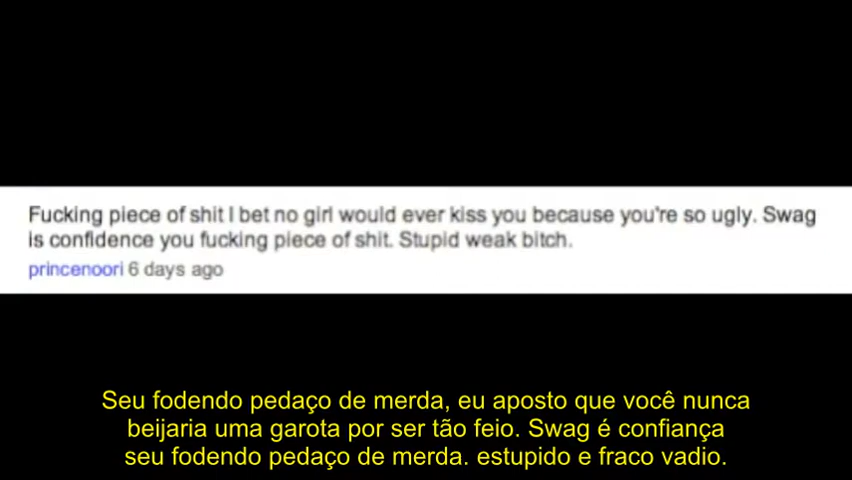 Fucking piece of shit I bet no girl would ever kiss you because you're so ugly. Swag
is confidence you fucking piece of shit. Stupid weak bitch.
princenoori 6 days ago
Seu fodendo pedaço de merda, eu aposto que você nunca
beijaria uma garota por ser tão feio. Swag é confiança
seu fodendo pedaço de merda. estupido e fraco vadio.